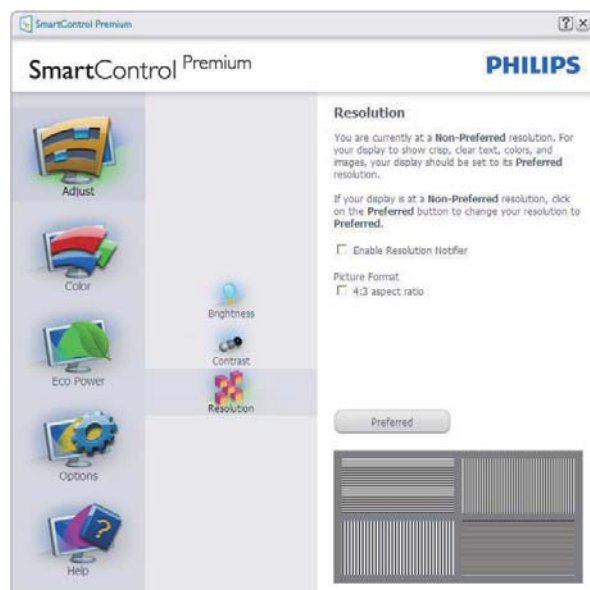 SmartControl Premium
SmartControl Premium
PHILIPS
Adjust
Color
Eco Power
Options
Help
Brightness
Contrast
Resolution
Resolution
You are currently at a Non-Preferred resolution. For
your display to show crisp, clear text, colors, and
images, your display should be set to its Preferred
resolution.
If your display is at a Non-Preferred resolution, click
on the Preferred button to change your resolution to
Preferred.
Enable Resolution Notifier
Picture Format
4:3 aspect ratio
Preferred